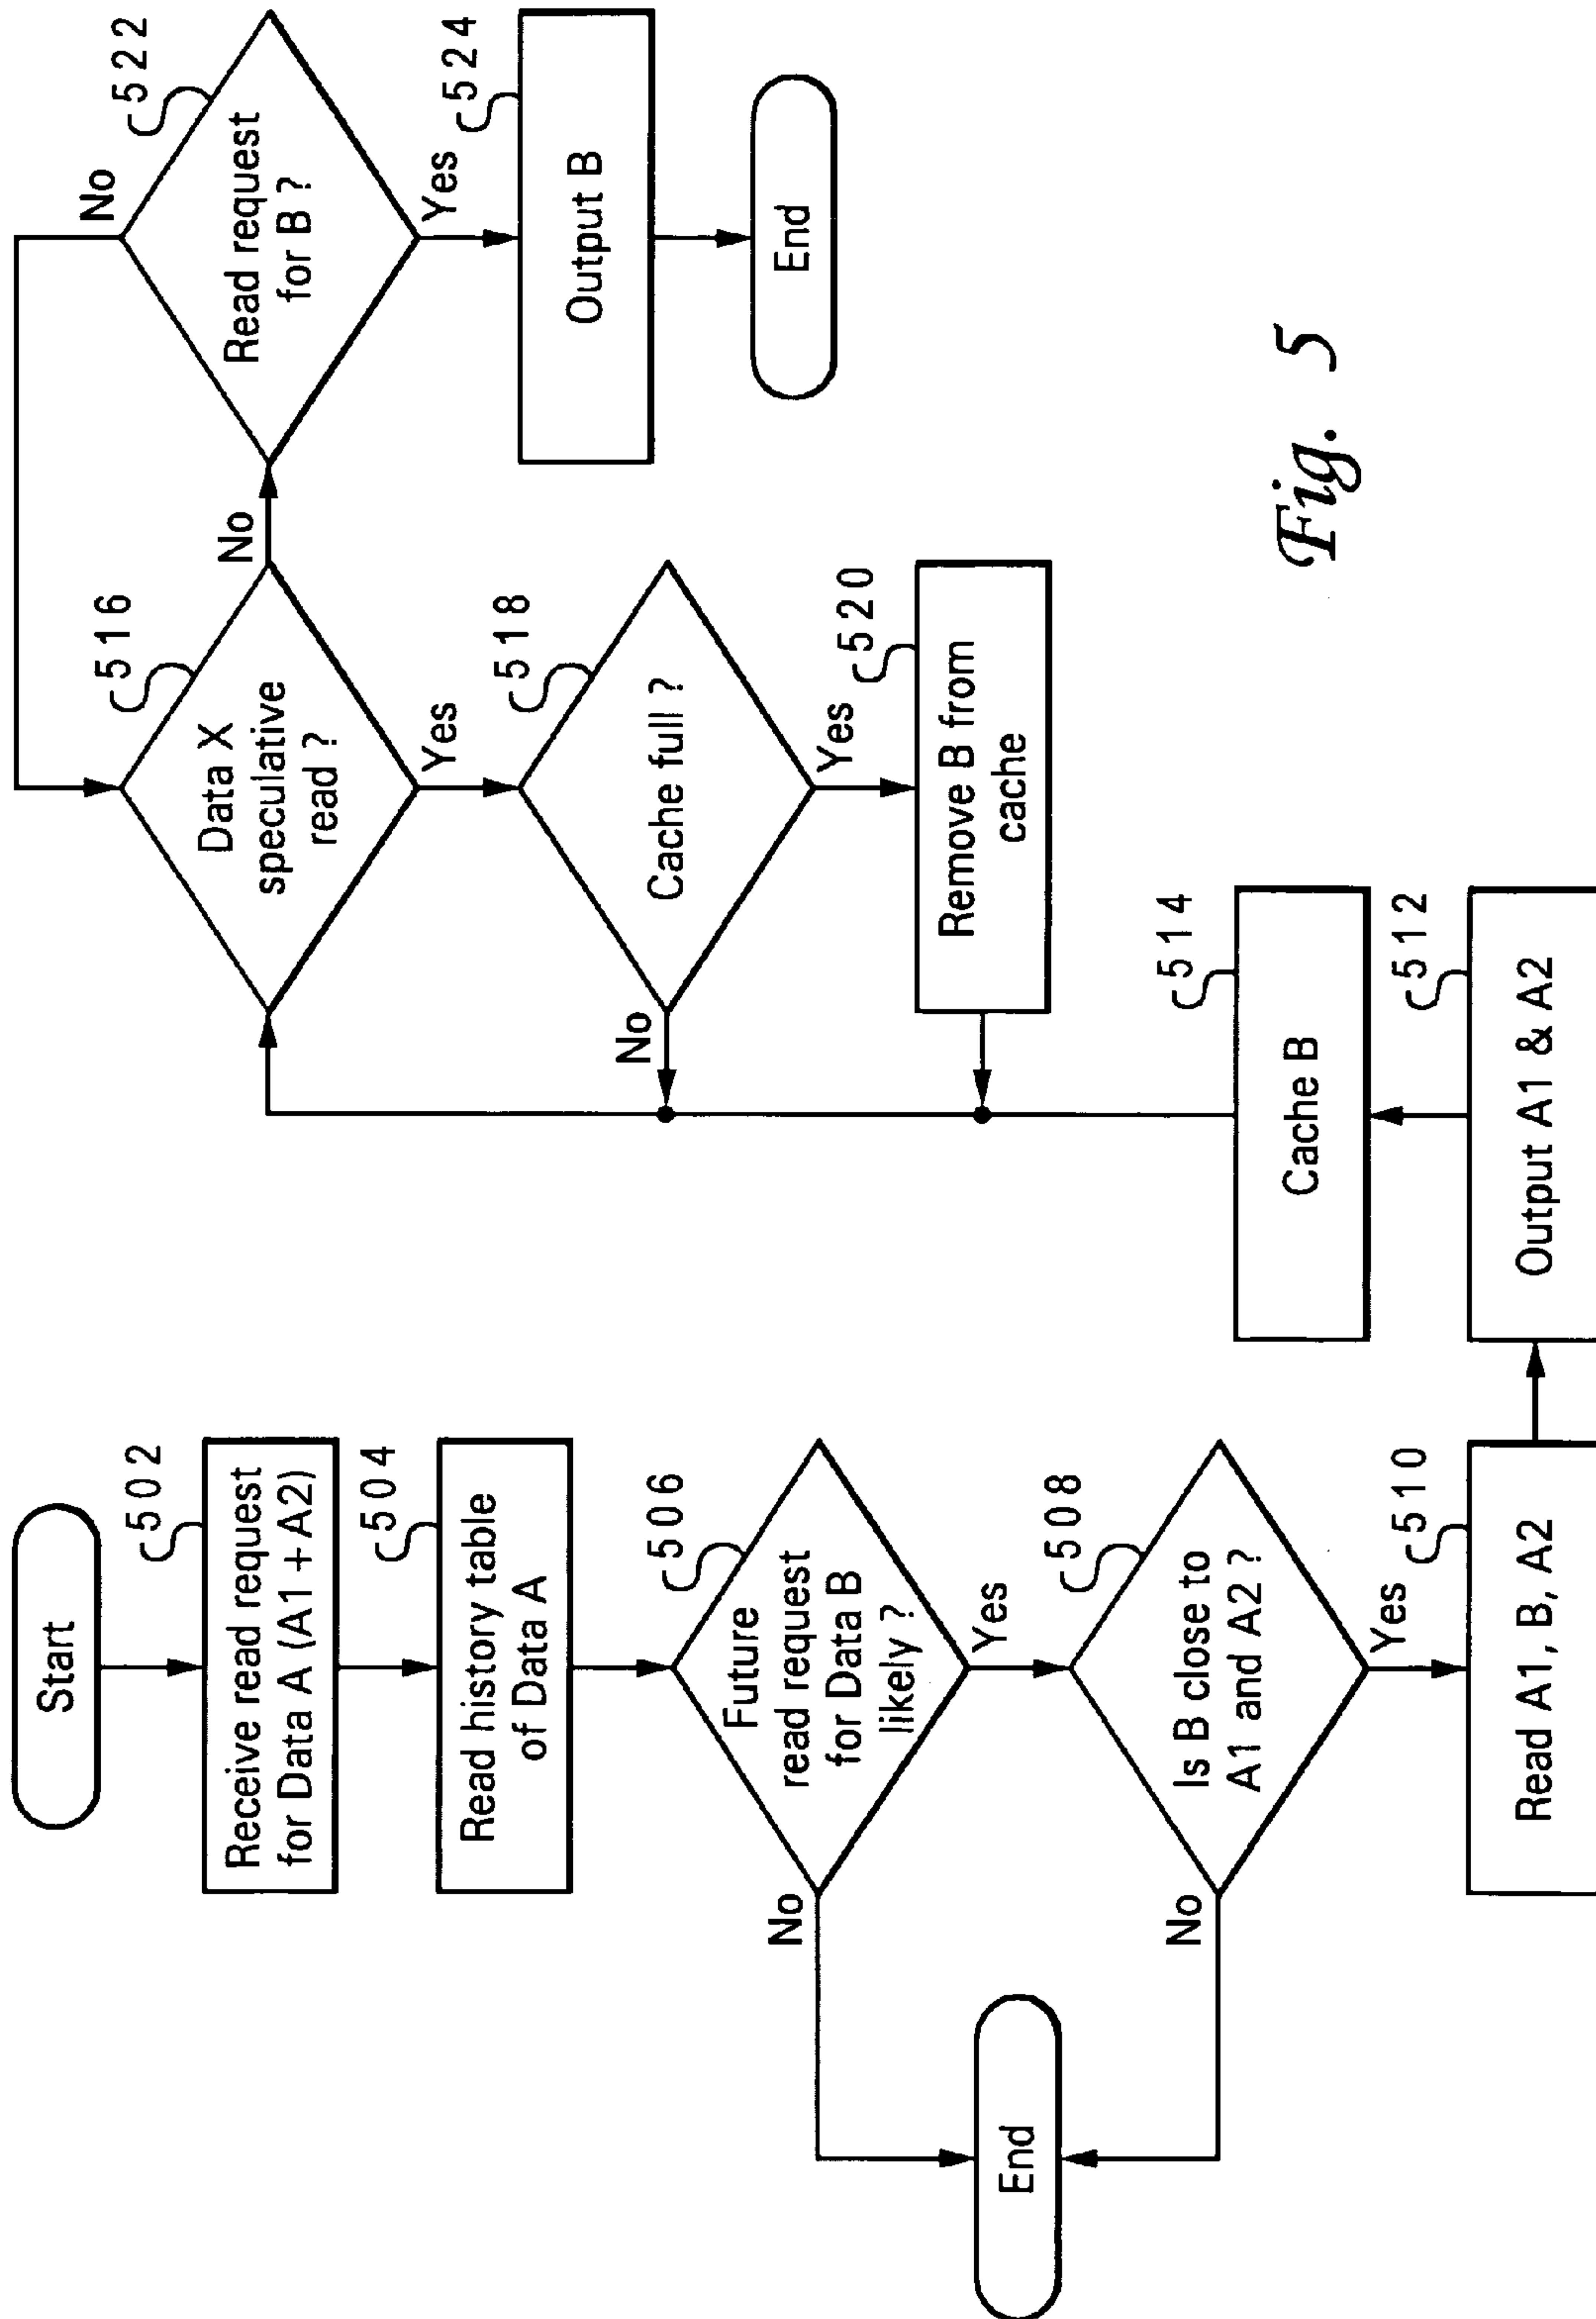 Start
502
Receive read request
for Data A (A1 + A2)
504
Read history table
of Data A
506
Future
read request
for Data B
likely ?
No
Yes
508
Is B close to
A1 and A2 ?
No
Yes
End
510
Read A1, B, A2
512
Output A1 & A2
514
Cache B
516
Data X
speculative
read ?
No
Yes
518
Cache full ?
No
Yes
520
Remove B from
cache
522
Read request
for B ?
No
Yes
524
Output B
End
Fig. 5